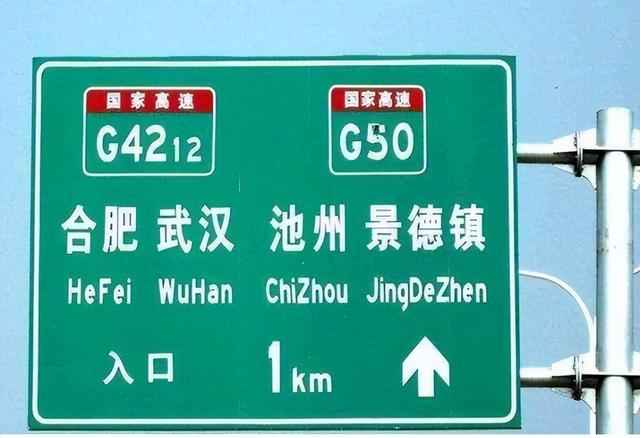 国家高速 国家高速
G4212 G50
合肥 武汉 池州 景德镇
HeFei WuHan ChiZhou JingDeZhen
入口 1km